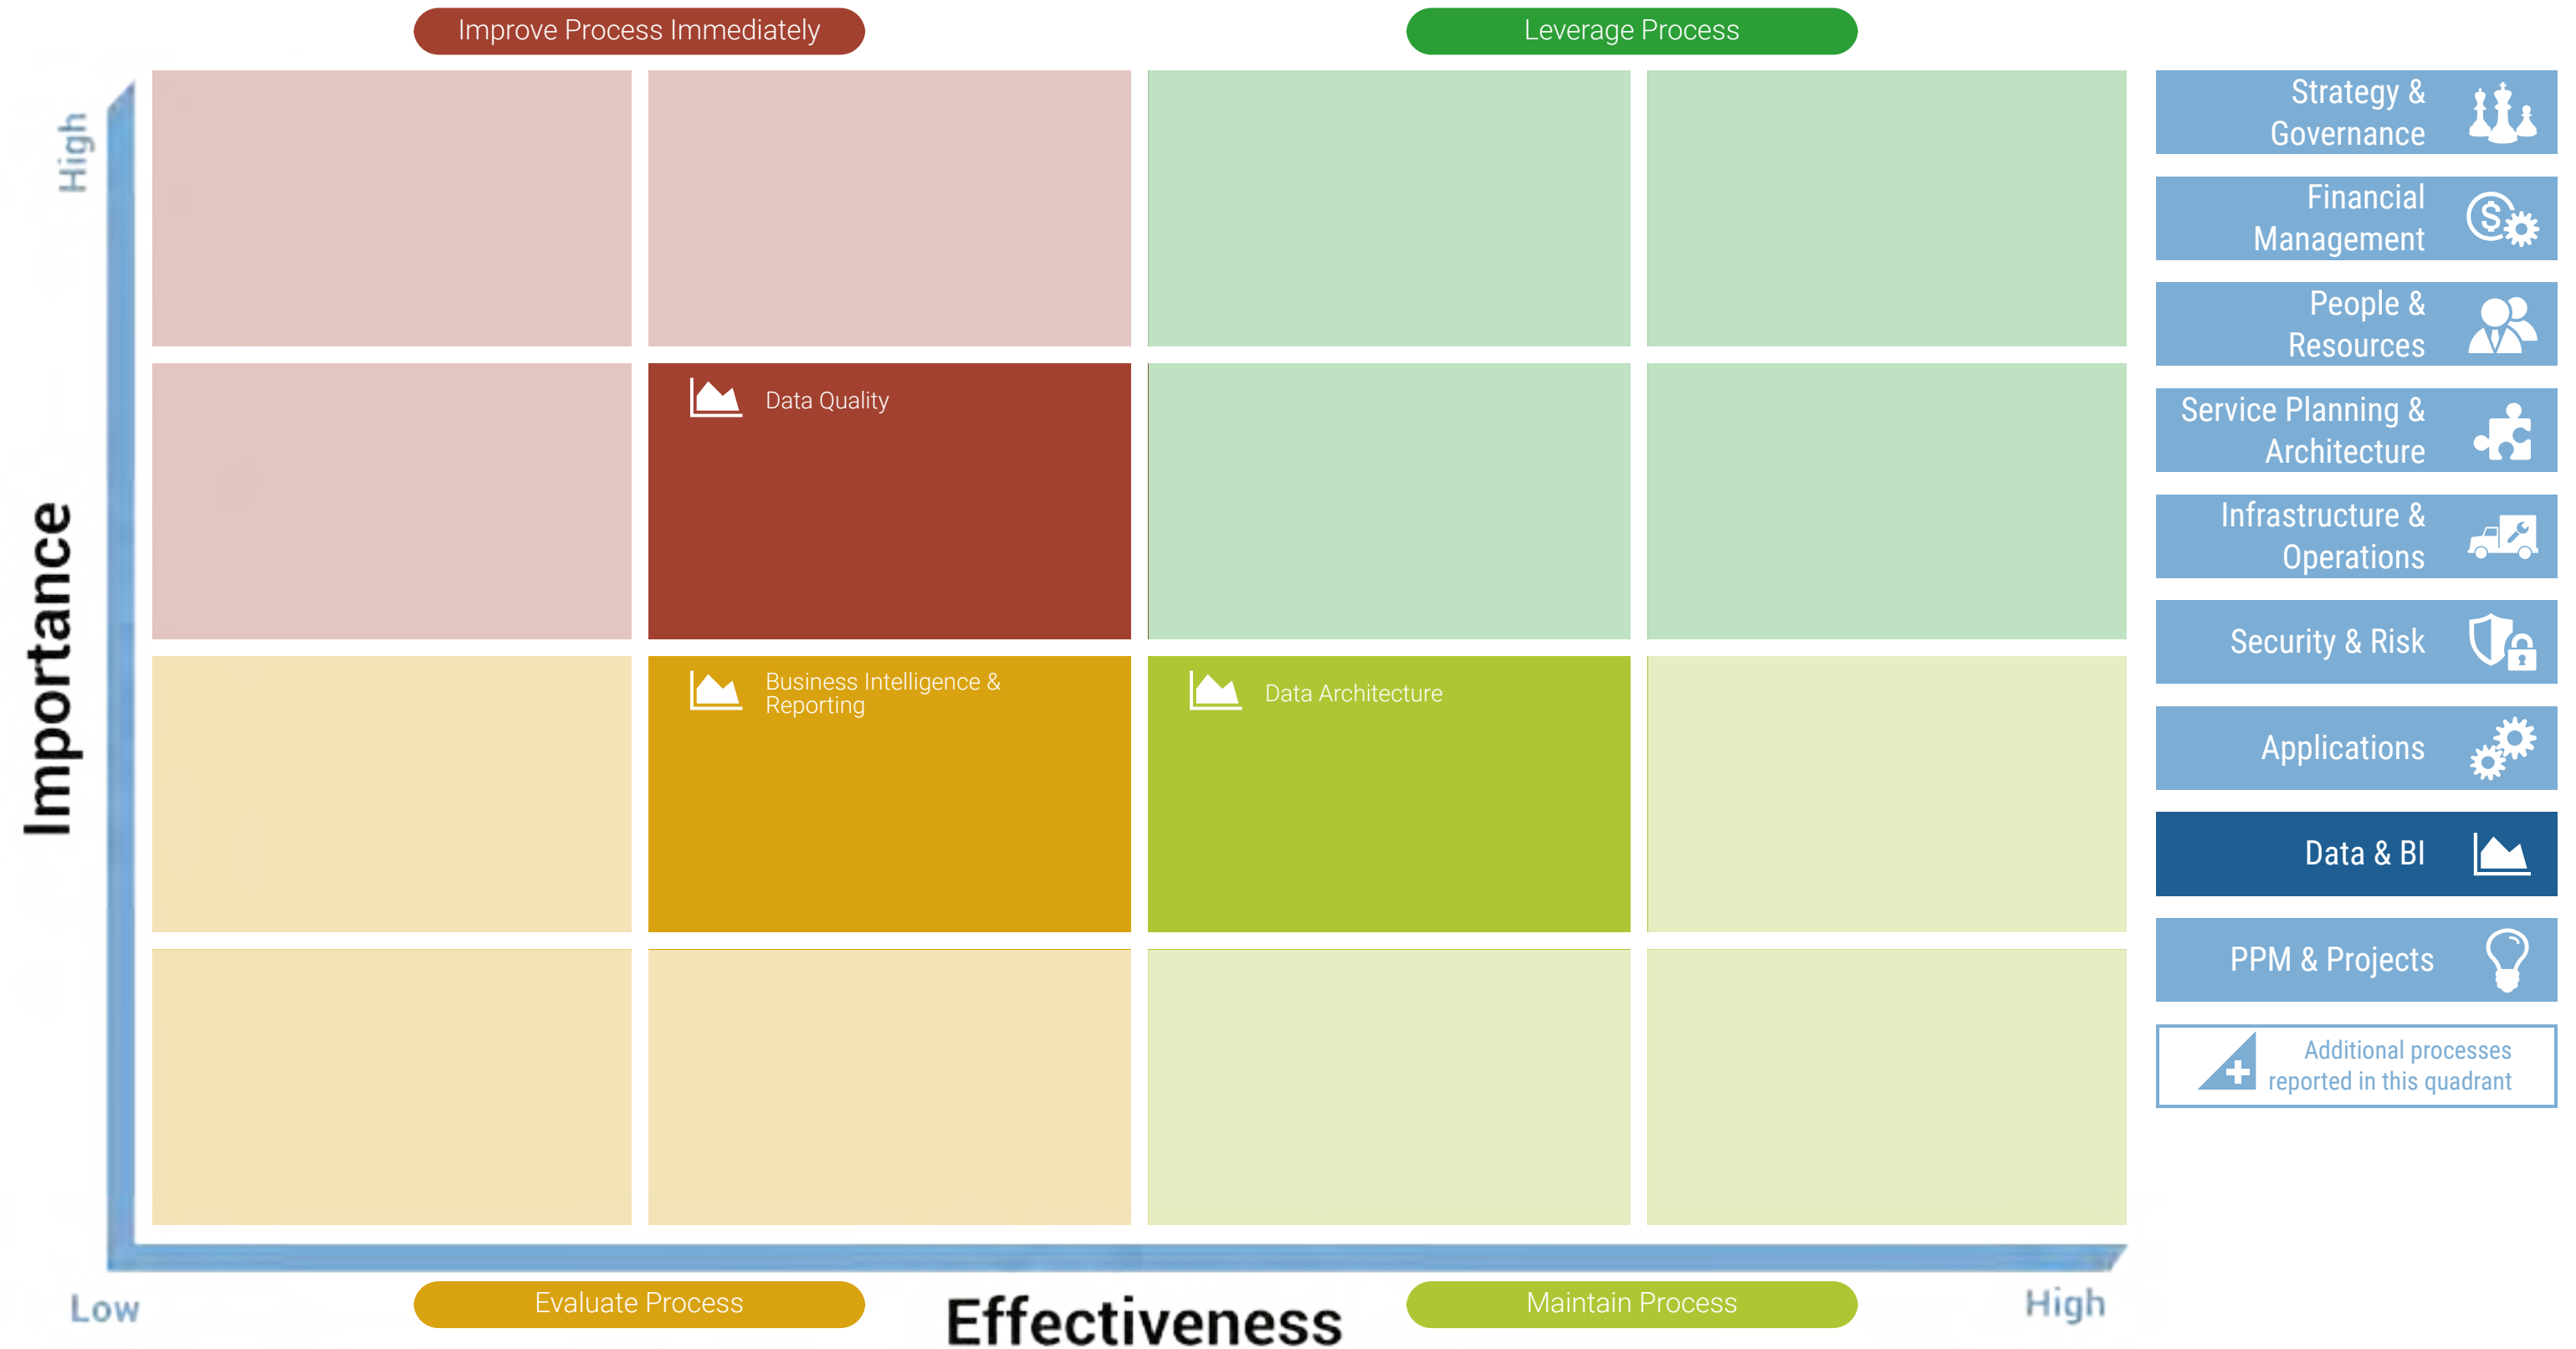 Improve Process Immediately
Leverage Process
High
Importance
Data Quality
Business Intelligence &
Reporting
Data Architecture
Low
Evaluate Process
Effectiveness
Maintain Process
High
Strategy &
Governance
Financial
Management
People &
Resources
Service Planning &
Architecture
Infrastructure &
Operations
Security & Risk
Applications
Data & BI
PPM & Projects
Additional processes
reported in this quadrant